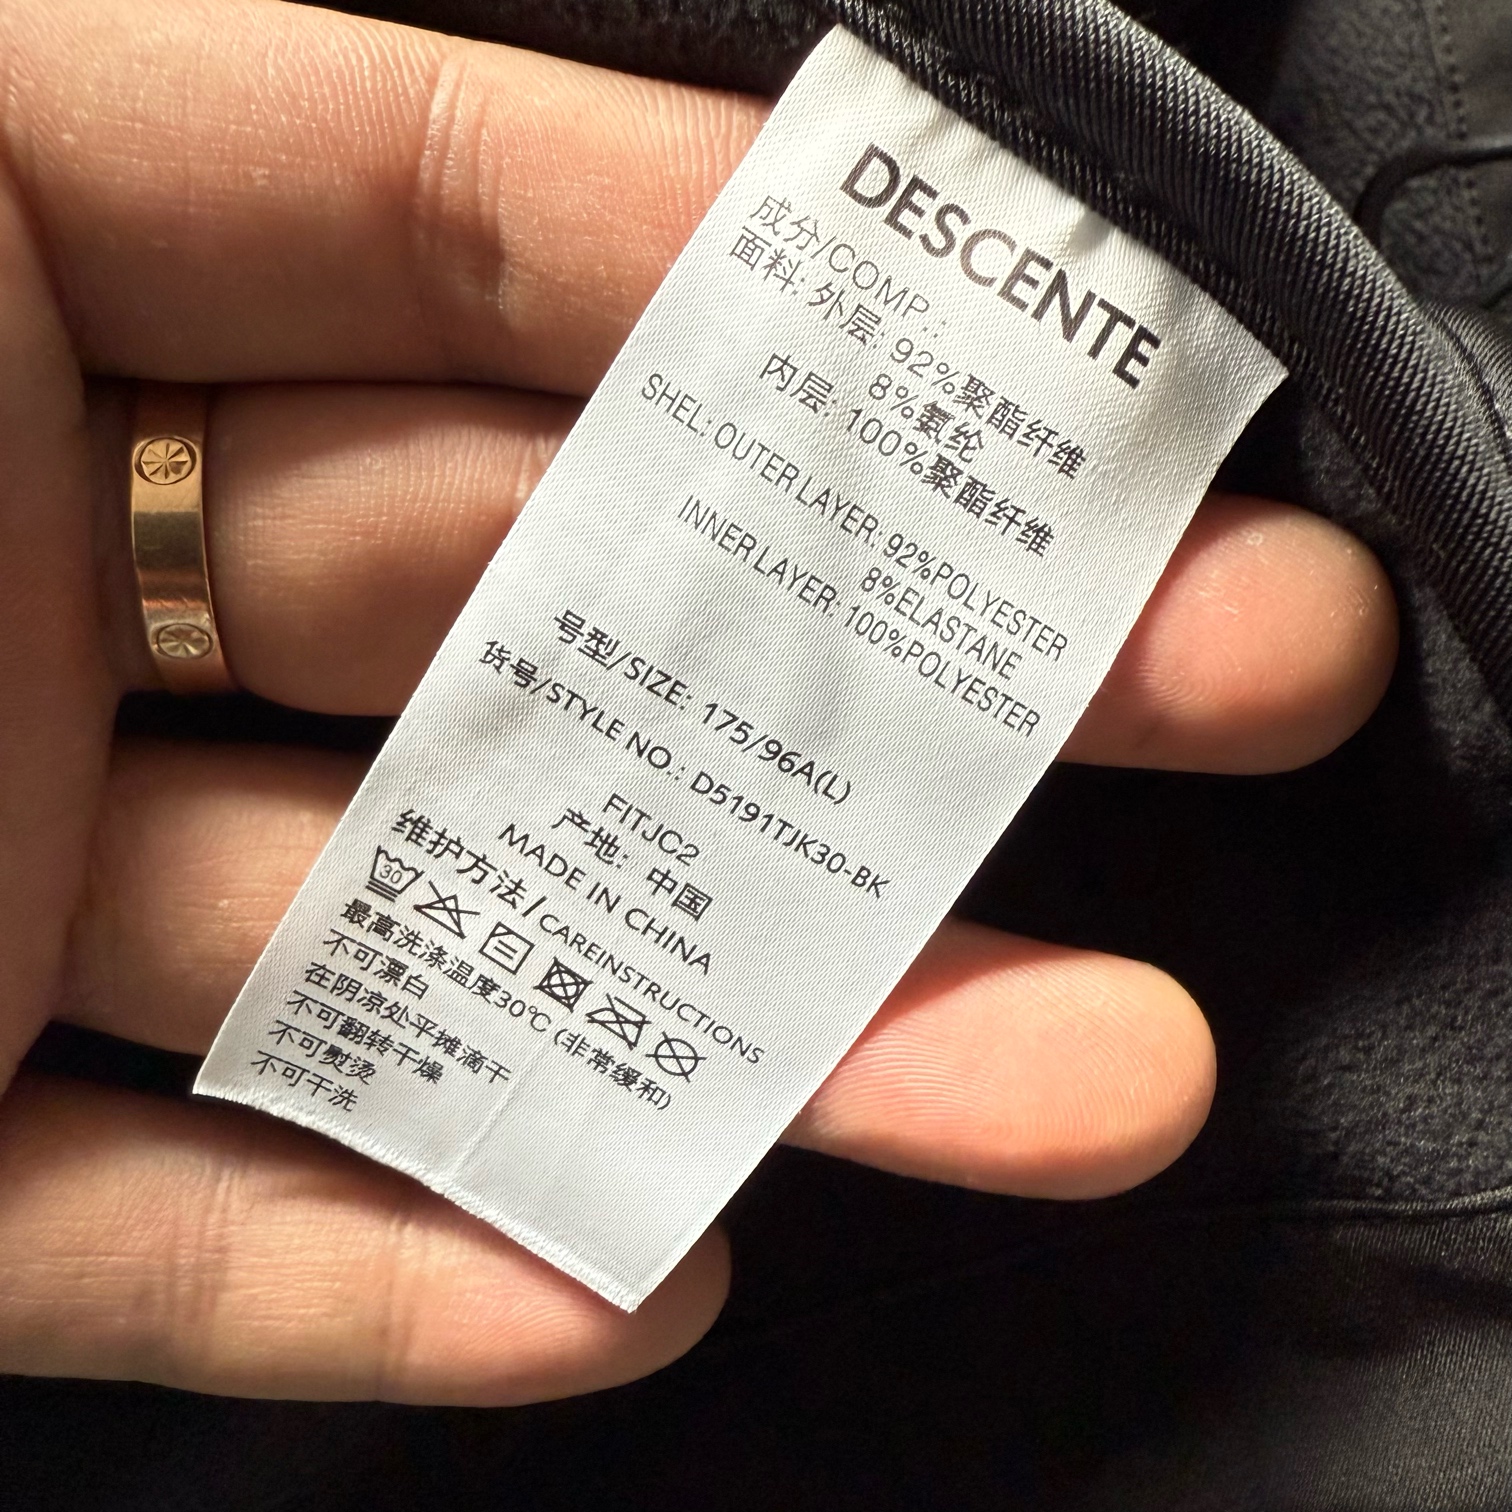 DESCENTE
成分/COMP.:
面料: 外层: 92%聚酯纤维
8%氨纶
内层: 100%聚酯纤维
SHEL: OUTER LAYER: 92%POLYESTER
8%ELASTANE
INNER LAYER: 100%POLYESTER
号型/SIZE: 175/96A(L)
货号/STYLE NO.: D5191TJK30-BK
FITJC2
产地: 中国
MADE IN CHINA
维护方法/CAREINSTRUCTIONS
30
最高洗涤温度30℃ (非常缓和)
不可漂白
在阴凉处平摊滴干
不可翻转干燥
不可熨烫
不可干洗